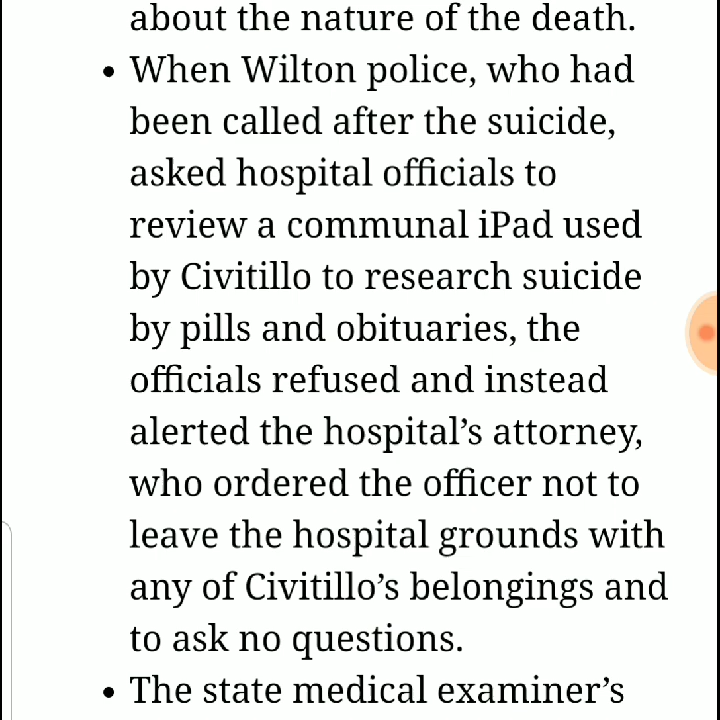 about the nature of the death.
• When Wilton police, who had
been called after the suicide,
asked hospital officials to
review a communal iPad used
by Civitillo to research suicide
by pills and obituaries, the
officials refused and instead
alerted the hospital’s attorney,
who ordered the officer not to
leave the hospital grounds with
any of Civitillo’s belongings and
to ask no questions.
• The state medical examiner’s